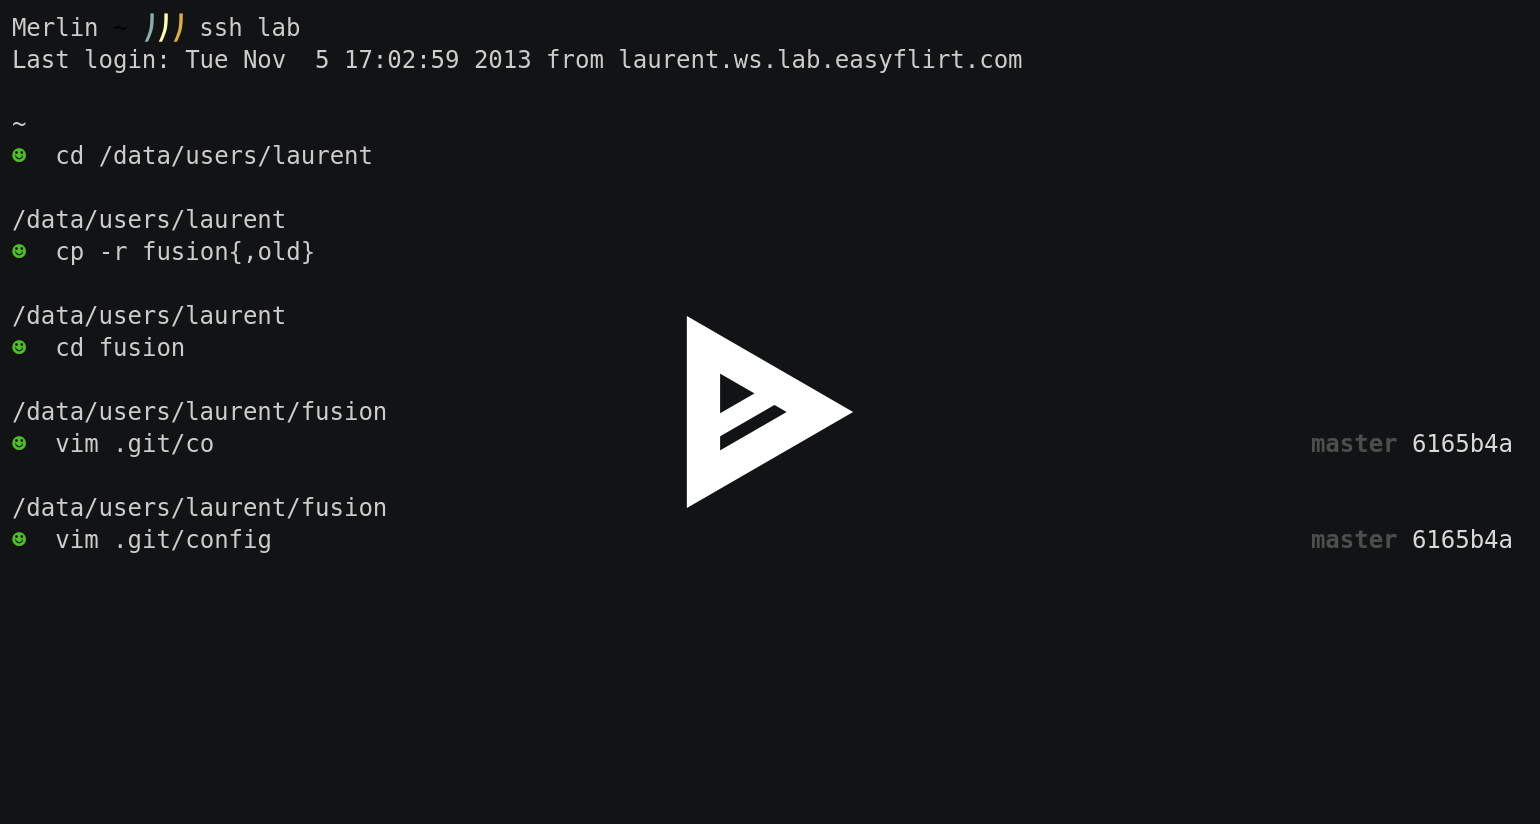 Merlin ~ ))) ssh lab
Last login: Tue Nov  5 17:02:59 2013 from laurent.ws.lab.easyflirt.com
~
☻  cd /data/users/laurent
/data/users/laurent
☻  cp -r fusion{,old}
/data/users/laurent
☻  cd fusion
/data/users/laurent/fusion
☻  vim .git/co master 6165b4a
/data/users/laurent/fusion
☻  vim .git/config master 6165b4a